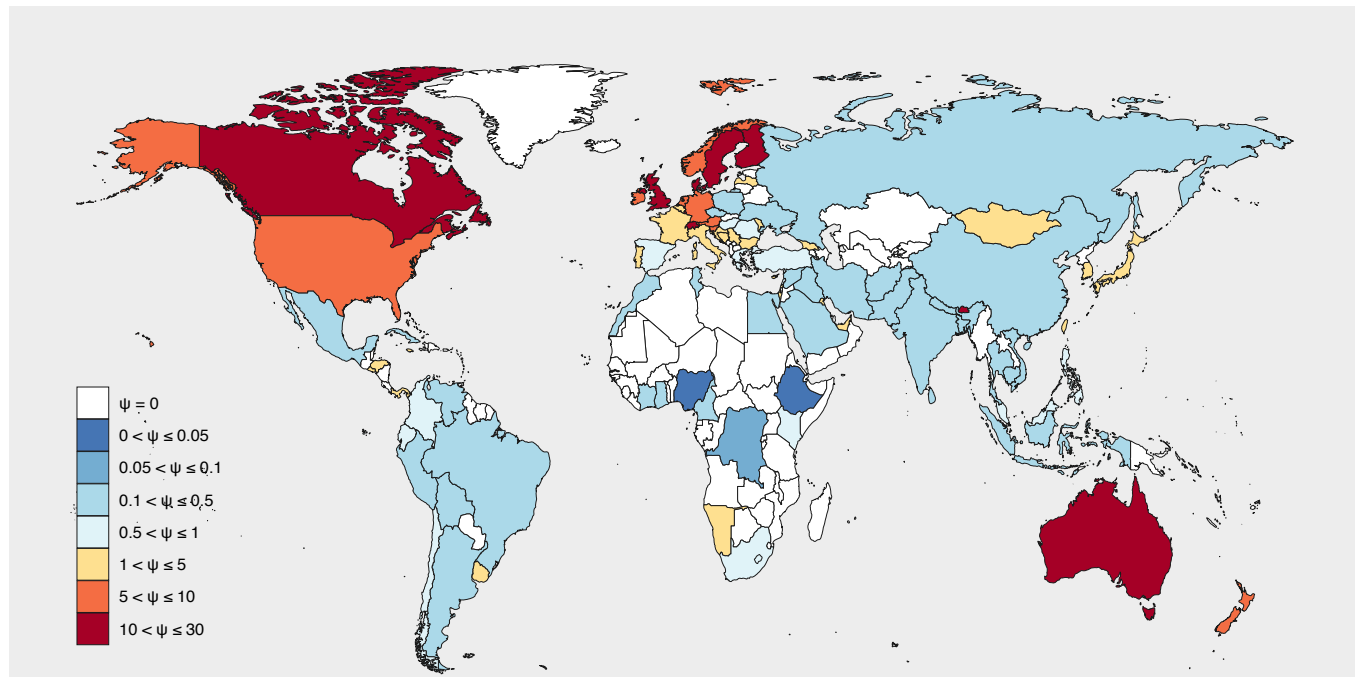 ψ = 0
0 < ψ ≤ 0.05
0.05 < ψ ≤ 0.1
0.1 < ψ ≤ 0.5
0.5 < ψ ≤ 1
1 < ψ ≤ 5
5 < ψ ≤ 10
10 < ψ ≤ 30